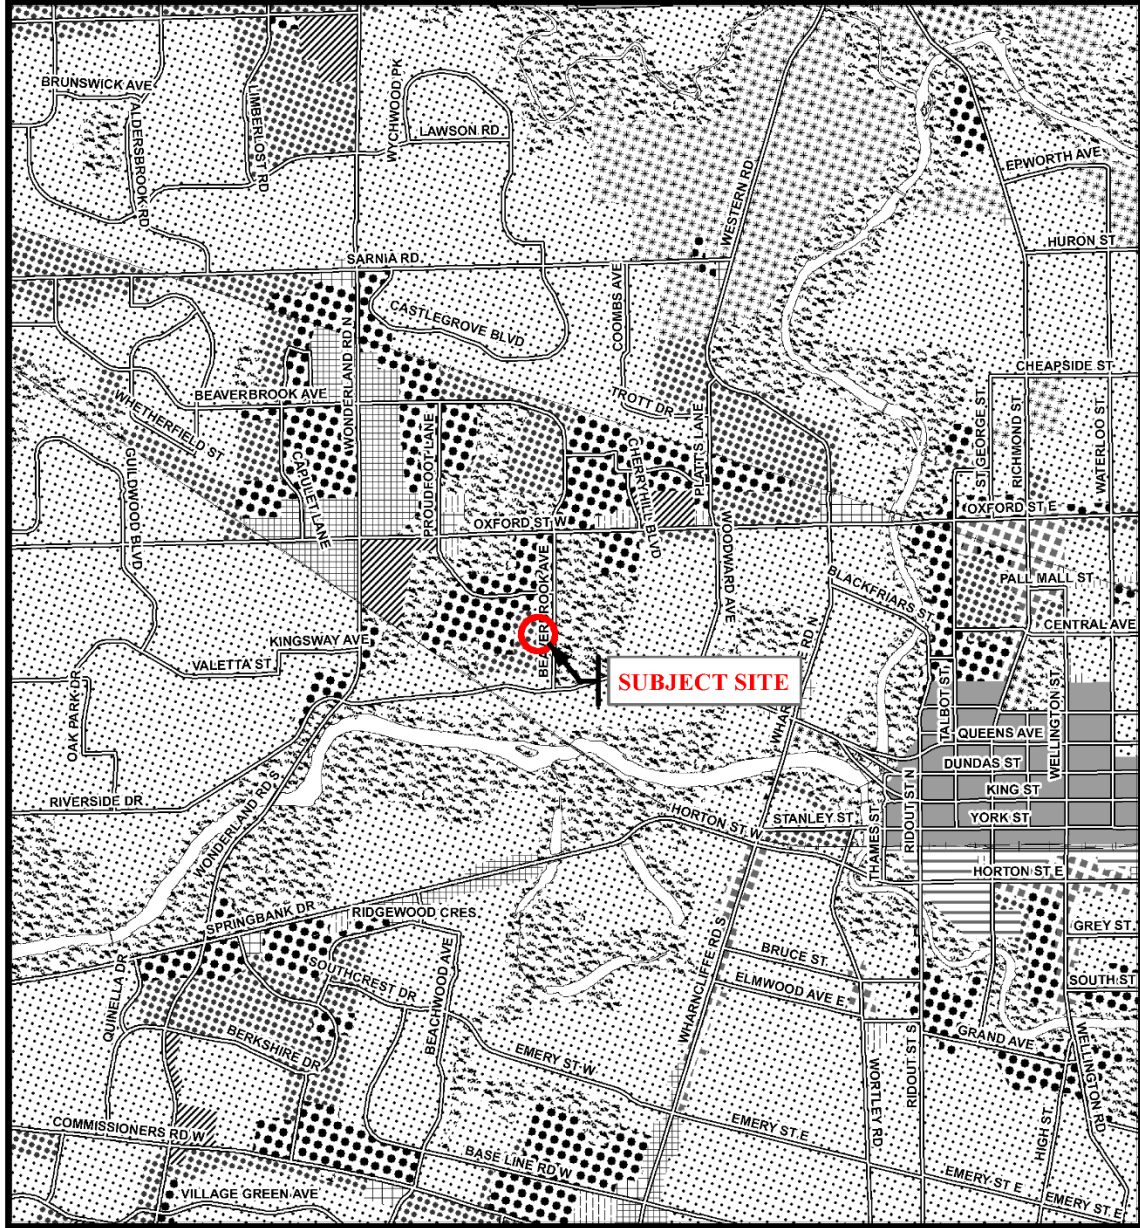 BRUNSWICK AVE
ALDERSBROOK RD
LIMBERLOST RD
WYCHWOOD PK
LAWSON RD.
WESTERN RD
EPWORTH AVE
HURON ST
SARNIA RD.
CASTLEGROVE BLVD
COOMBS AVE
CHEAPSIDE ST
BEAVERBROOK AVE
WONDERLAND RD N
TROTT DR
WHETHERFIELD ST
GUILDWOOD BLVD
CAPULET LANE
PROUDFOOT LANE
CHERRYHILL BLVD
PLATT'S LANE
ST GEORGE ST
RICHMOND ST
WATERLOO ST
OXFORD ST W
OXFORD ST E
WOODWARD AVE
BLACKFRIARS ST
PALL MALL ST
CENTRAL AVE
KINGSWAY AVE
VALETTA ST
OAK PARK DR
SUBJECT SITE
TALBOT ST
WELLINGTON ST
QUEENS AVE
DUNDAS ST
KING ST
YORK ST
RIVERSIDE DR
WONDERLAND RD S
HORTON ST W
STANLEY ST
THAMES ST
RIDOUT ST N
HORTON ST E
SPRINGBANK DR
RIDGEWOOD CRES
GREY ST
QUINELLA DR
SOUTHCREST DR
BEACHWOOD AVE
WHARNCLIFFE RD S
BRUCE ST
ELMWOOD AVE E
SOUTH ST
BERKSHIRE DR
EMERY ST W
WORTLEY RD
RIDOUT ST S
GRAND AVE
WELLINGTON RD
HIGH ST
COMMISSIONERS RD W
BASE LINE RD W
EMERY ST E
EMERY ST E
EMERY ST E
VILLAGE GREEN AVE